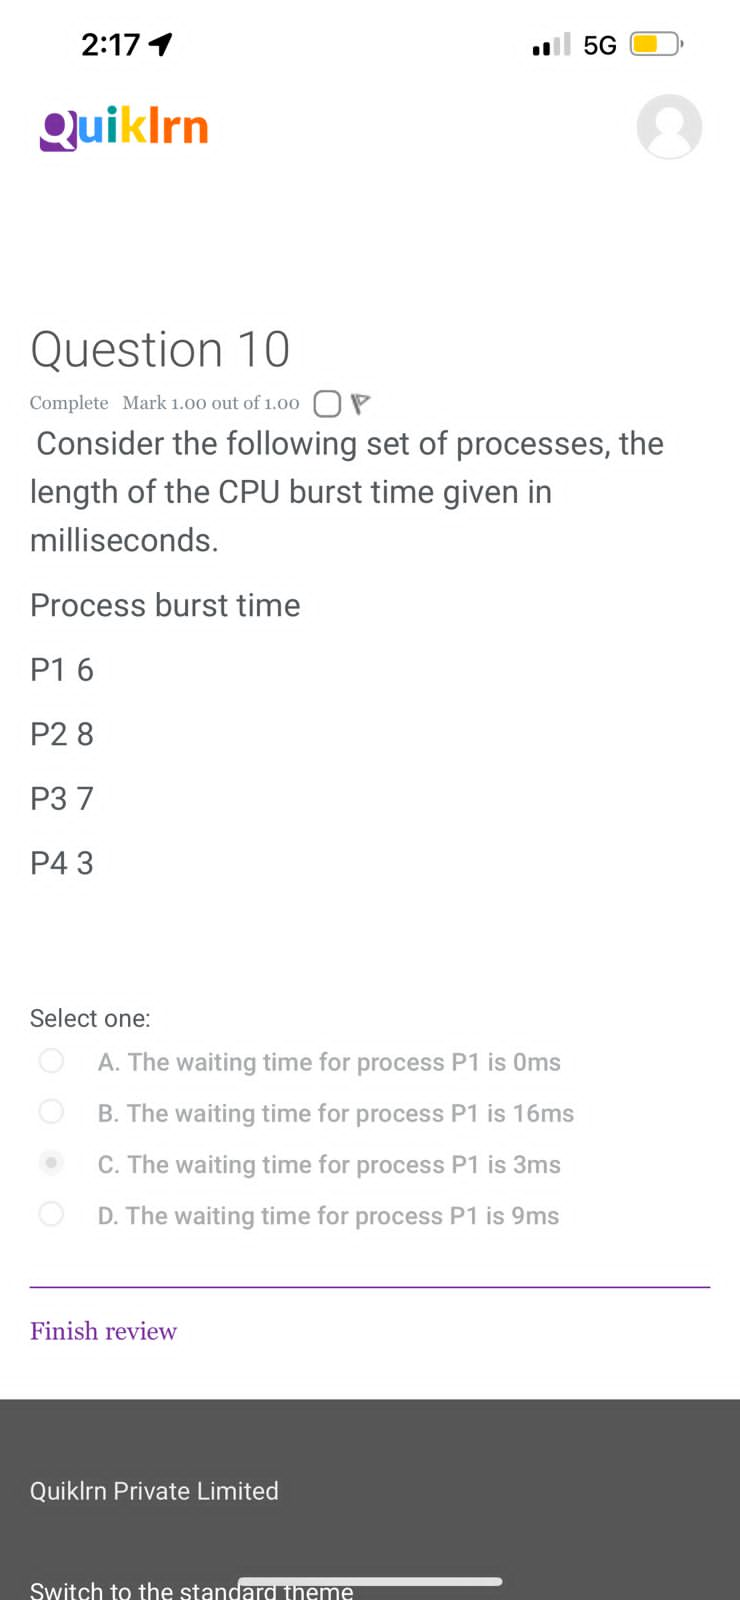 2:17
5G
Quiklrn
Question 10
Complete Mark 1.00 out of 1.00
Consider the following set of processes, the
length of the CPU burst time given in
milliseconds.
Process burst time
P1 6
P2 8
P3 7
P4 3
Select one:
A. The waiting time for process P1 is 0ms
B. The waiting time for process P1 is 16ms
C. The waiting time for process P1 is 3ms
D. The waiting time for process P1 is 9ms
Finish review
Quiklrn Private Limited
Switch to the standard theme